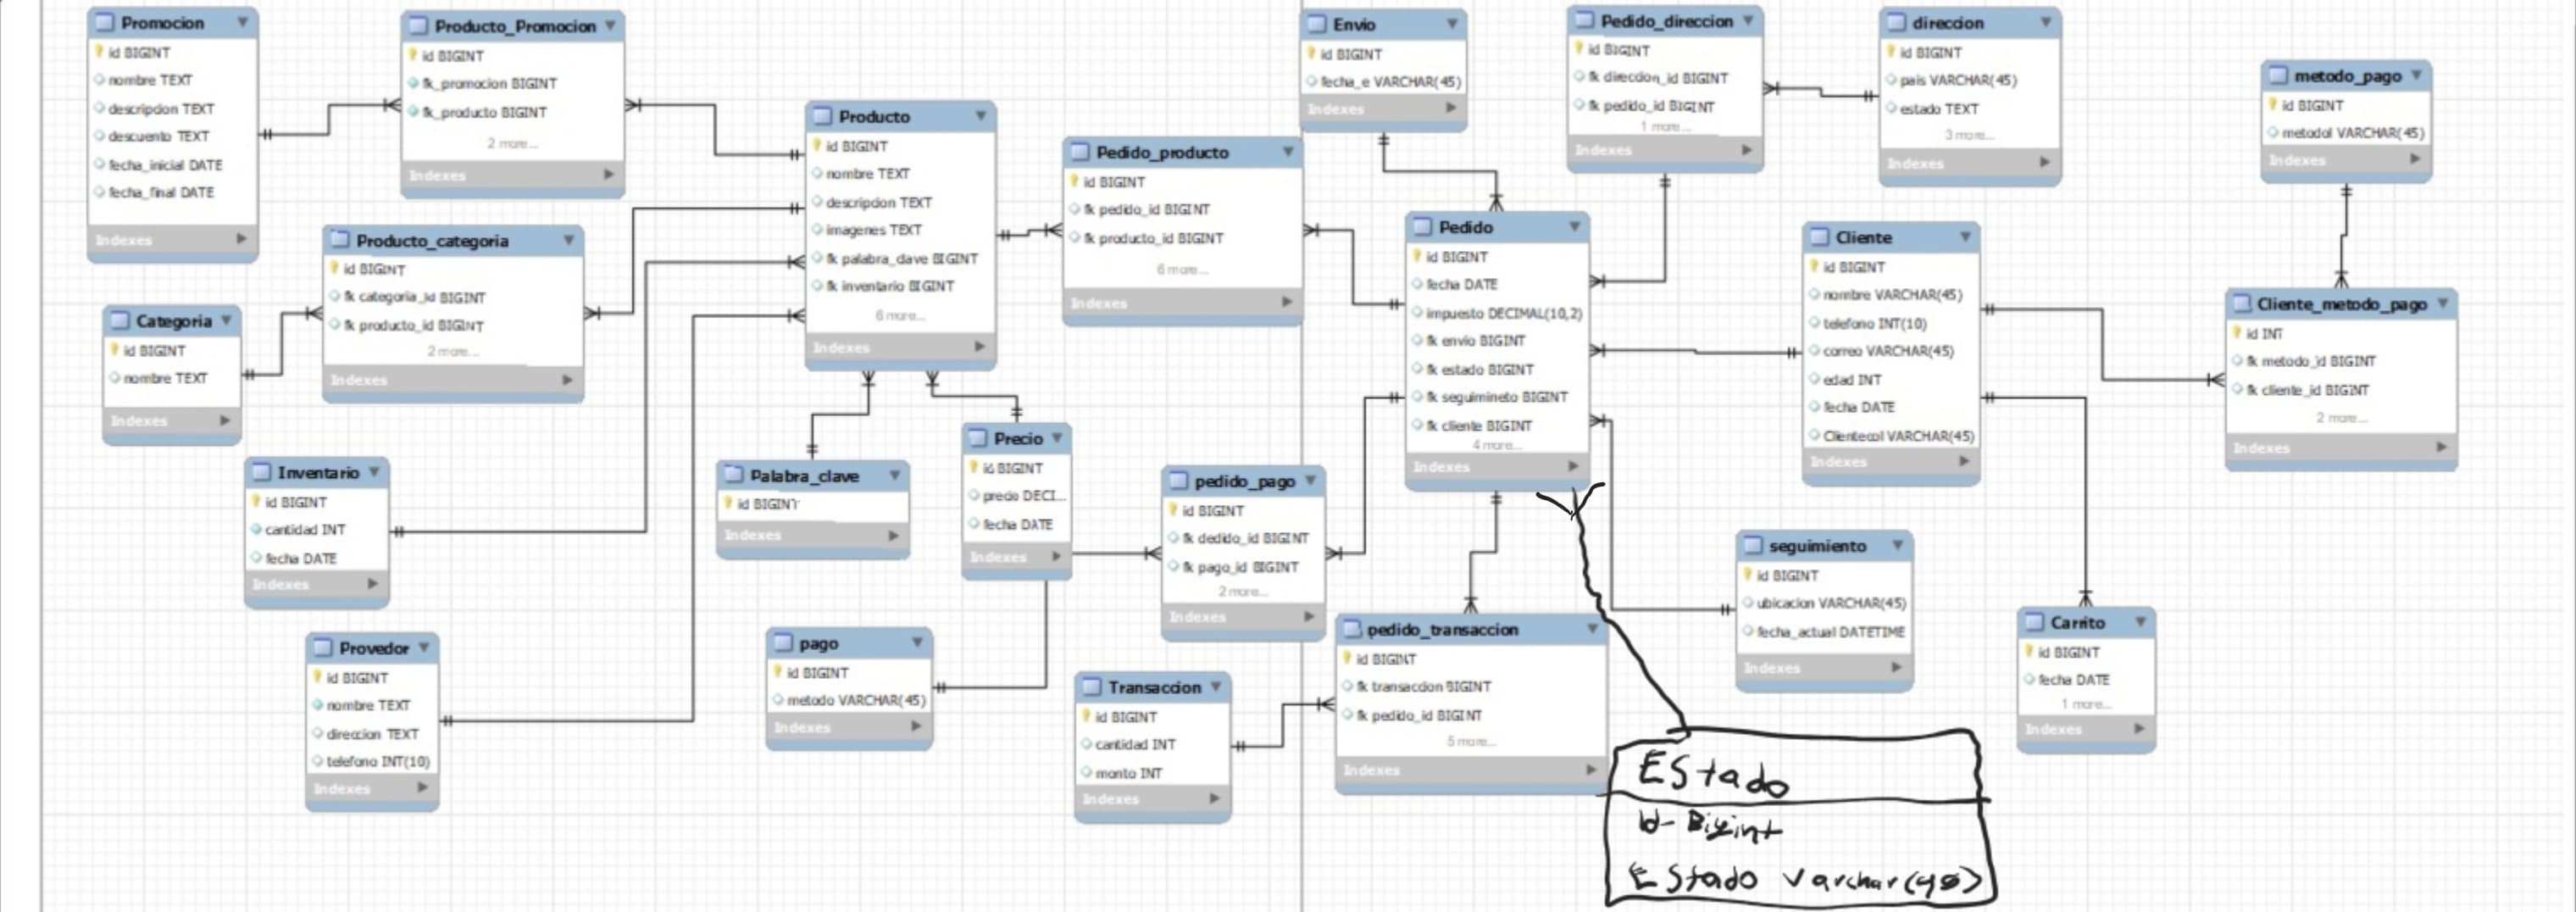 Promocion
id BIGINT
nombre TEXT
descripcion TEXT
descuento TEXT
fecha_inicial DATE
fecha_final DATE
Indexes
Producto_Promocion
id BIGINT
fk_promocion BIGINT
fk_producto BIGINT
2 more...
Indexes
Producto_categoria
id BIGINT
fk categoria_id BIGINT
fk producto_id BIGINT
2 more...
Indexes
Categoria
id BIGINT
nombre TEXT
Indexes
Inventario
id BIGINT
cantidad INT
fecha DATE
Indexes
Provedor
id BIGINT
nombre TEXT
direccion TEXT
telefono INT(10)
Indexes
Producto
id BIGINT
nombre TEXT
descripcion TEXT
imagenes TEXT
fk palabra_clave BIGINT
fk inventario BIGINT
6 more...
Indexes
Palabra_clave
id BIGINT
Indexes
Precio
id BIGINT
precio DECI...
fecha DATE
Indexes
pago
id BIGINT
metodo VARCHAR(45)
Indexes
Pedido_producto
id BIGINT
fk pedido_id BIGINT
fk producto_id BIGINT
6 more...
Indexes
pedido_pago
id BIGINT
fk dedido_id BIGINT
fk pago_id BIGINT
2 more...
Indexes
Transaccion
id BIGINT
cantidad INT
monto INT
Indexes
Envio
id BIGINT
fecha_e VARCHAR(45)
Indexes
Pedido
id BIGINT
fecha DATE
impuesto DECIMAL(10,2)
fk envio BIGINT
fk estado BIGINT
fk seguimineto BIGINT
fk cliente BIGINT
4 more...
Indexes
pedido_transaccion
id BIGINT
fk transaccion BIGINT
fk pedido_id BIGINT
5 more...
Indexes
Pedido_direccion
id BIGINT
fk direccion_id BIGINT
fk pedido_id BIGINT
1 more...
Indexes
direccion
id BIGINT
pais VARCHAR(45)
estado TEXT
3 more...
Indexes
Cliente
id BIGINT
nombre VARCHAR(45)
telefono INT(10)
correo VARCHAR(45)
edad INT
fecha DATE
Clientecol VARCHAR(45)
Indexes
seguimiento
id BIGINT
ubicacion VARCHAR(45)
fecha_actual DATETIME
Indexes
metodo_pago
id BIGINT
metodol VARCHAR(45)
Indexes
Cliente_metodo_pago
id INT
fk metodo_id BIGINT
fk cliente_id BIGINT
2 more...
Indexes
Carrito
id BIGINT
fecha DATE
1 more...
Indexes
EStado
Id- Bigint
EStado Varchar(45)